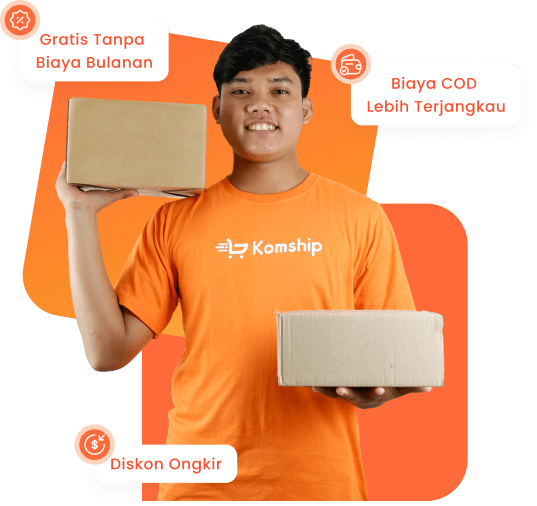 Gratis Tanpa
Biaya Bulanan
Biaya COD
Lebih Terjangkau
Komship
Diskon Ongkir